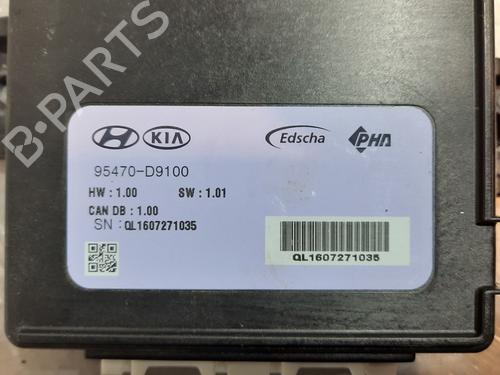 HYUNDAI KIA Edscha PHA
95470-D9100
HW : 1.00 SW : 1.01
CAN DB : 1.00
SN : QL1607271035
QL1607271035
B-PARTS